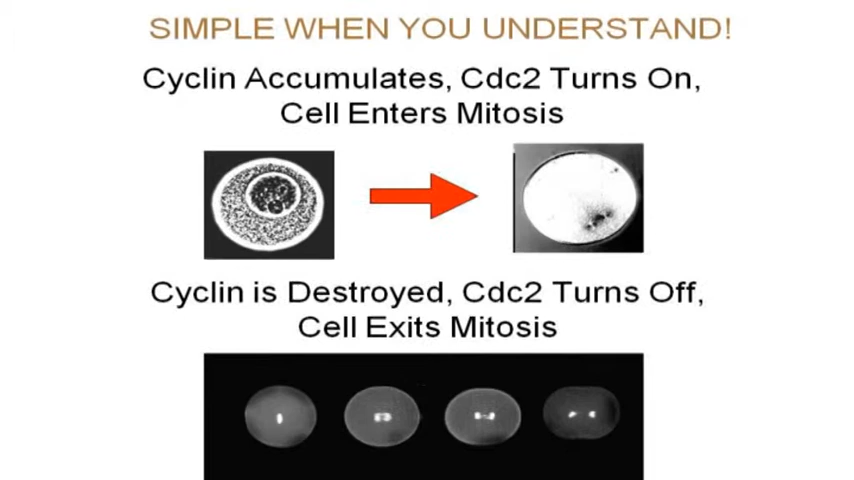 SIMPLE WHEN YOU UNDERSTAND!
Cyclin Accumulates, Cdc2 Turns On,
Cell Enters Mitosis
Cyclin is Destroyed, Cdc2 Turns Off,
Cell Exits Mitosis